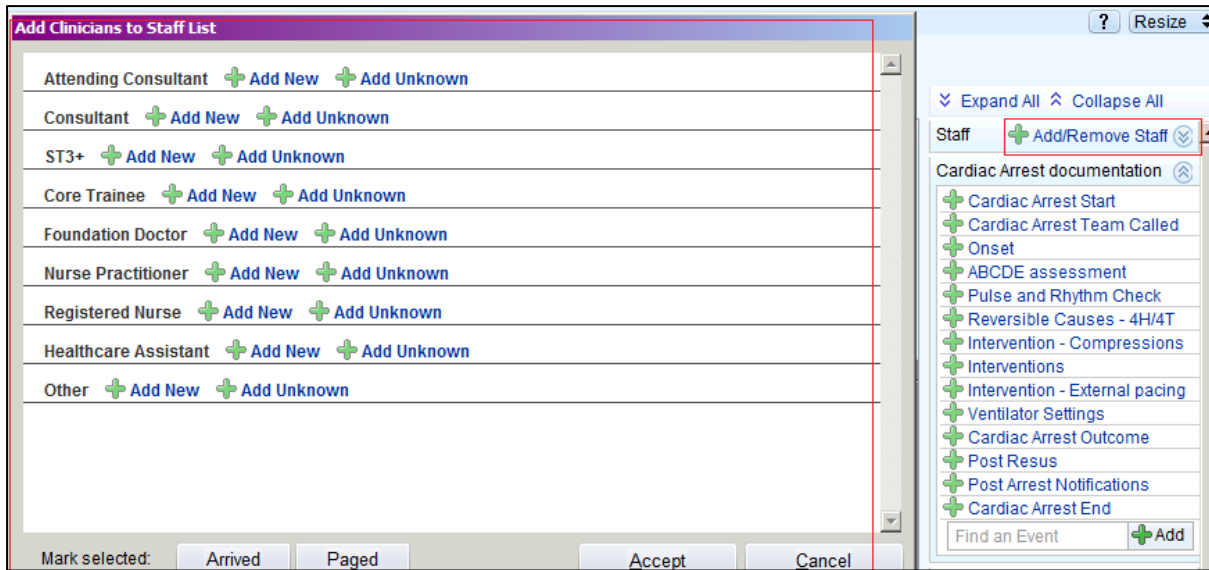 Add Clinicians to Staff List
Attending Consultant Add New Add Unknown
Consultant Add New Add Unknown
ST3+ Add New Add Unknown
Core Trainee Add New Add Unknown
Foundation Doctor Add New Add Unknown
Nurse Practitioner Add New Add Unknown
Registered Nurse Add New Add Unknown
Healthcare Assistant Add New Add Unknown
Other Add New Add Unknown
Mark selected: Arrived Paged Accept Cancel
? Resize
Expand All Collapse All
Staff Add/Remove Staff
Cardiac Arrest documentation
Cardiac Arrest Start
Cardiac Arrest Team Called
Onset
ABCDE assessment
Pulse and Rhythm Check
Reversible Causes - 4H/4T
Intervention - Compressions
Interventions
Intervention - External pacing
Ventilator Settings
Cardiac Arrest Outcome
Post Resus
Post Arrest Notifications
Cardiac Arrest End
Find an Event Add